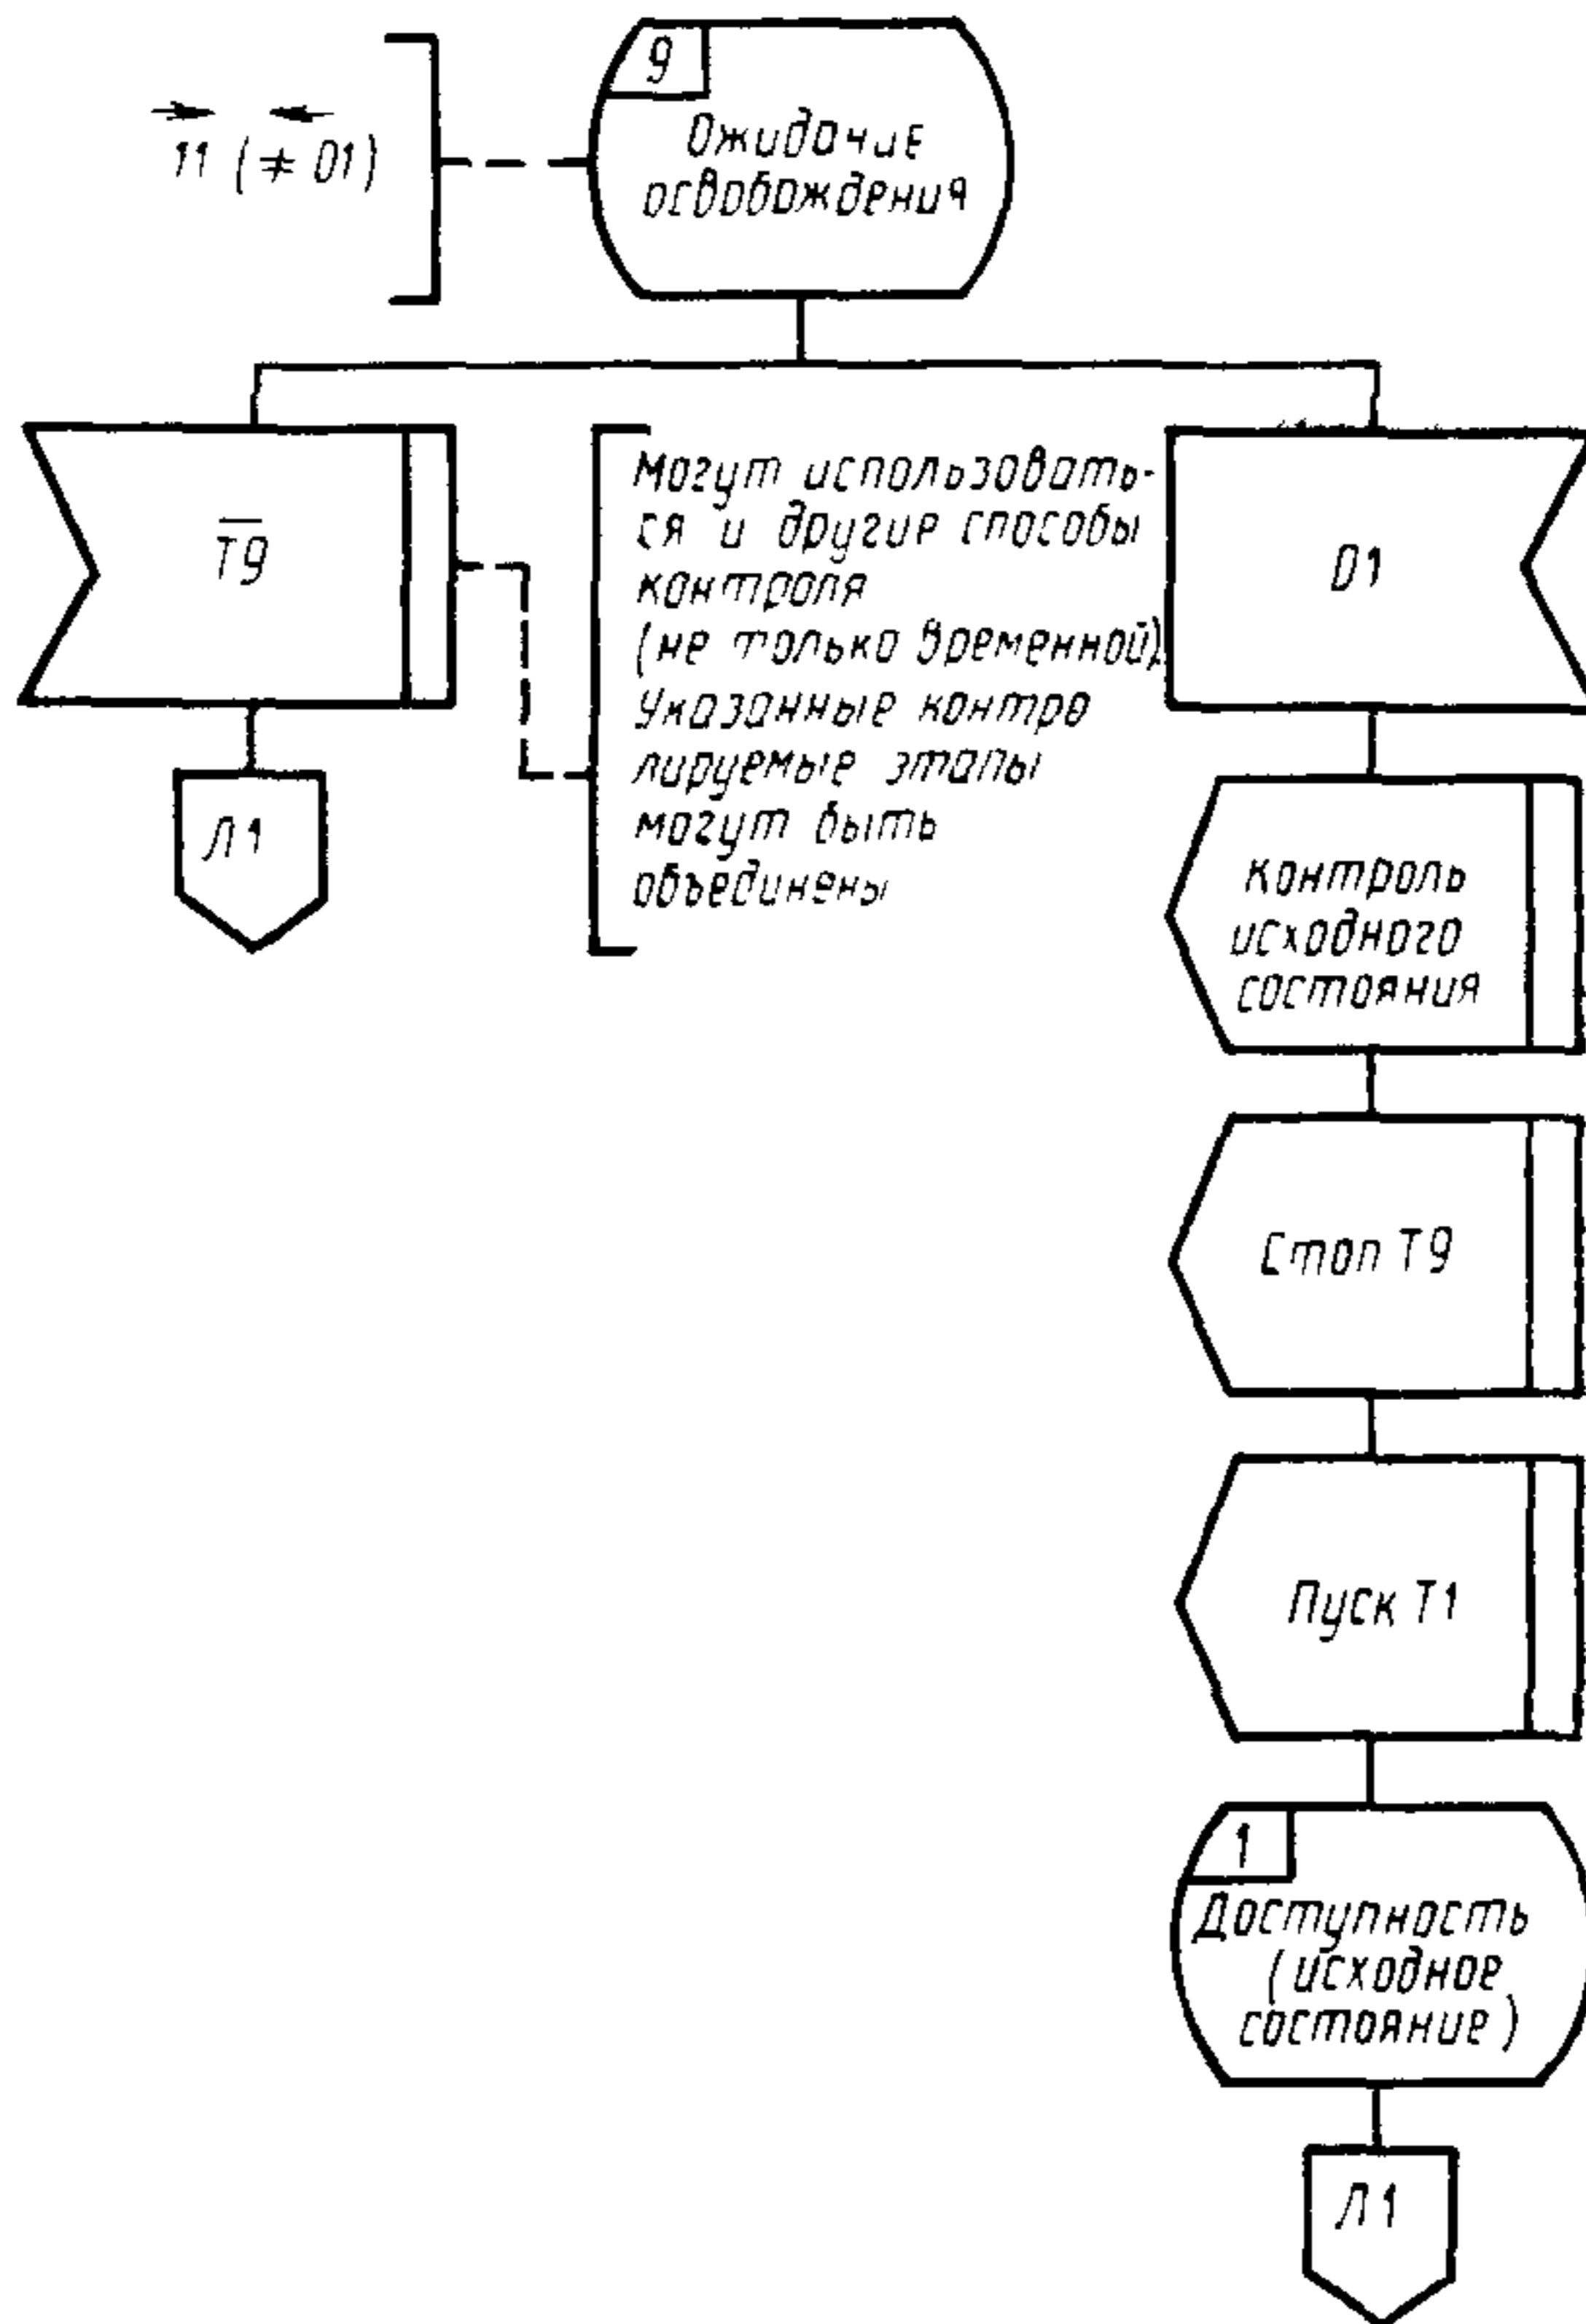 9
Ожидание
освобождения
11 (≠ 01)
T9
Могут использовать-
ся и другие способы
контроля
(не только временной).
Указанные контро
лируемые этапы
могут быть
объединены
Л1
01
Контроль
исходного
состояния
Стоп T9
Пуск T1
1
Доступность
(исходное
состояние)
Л1